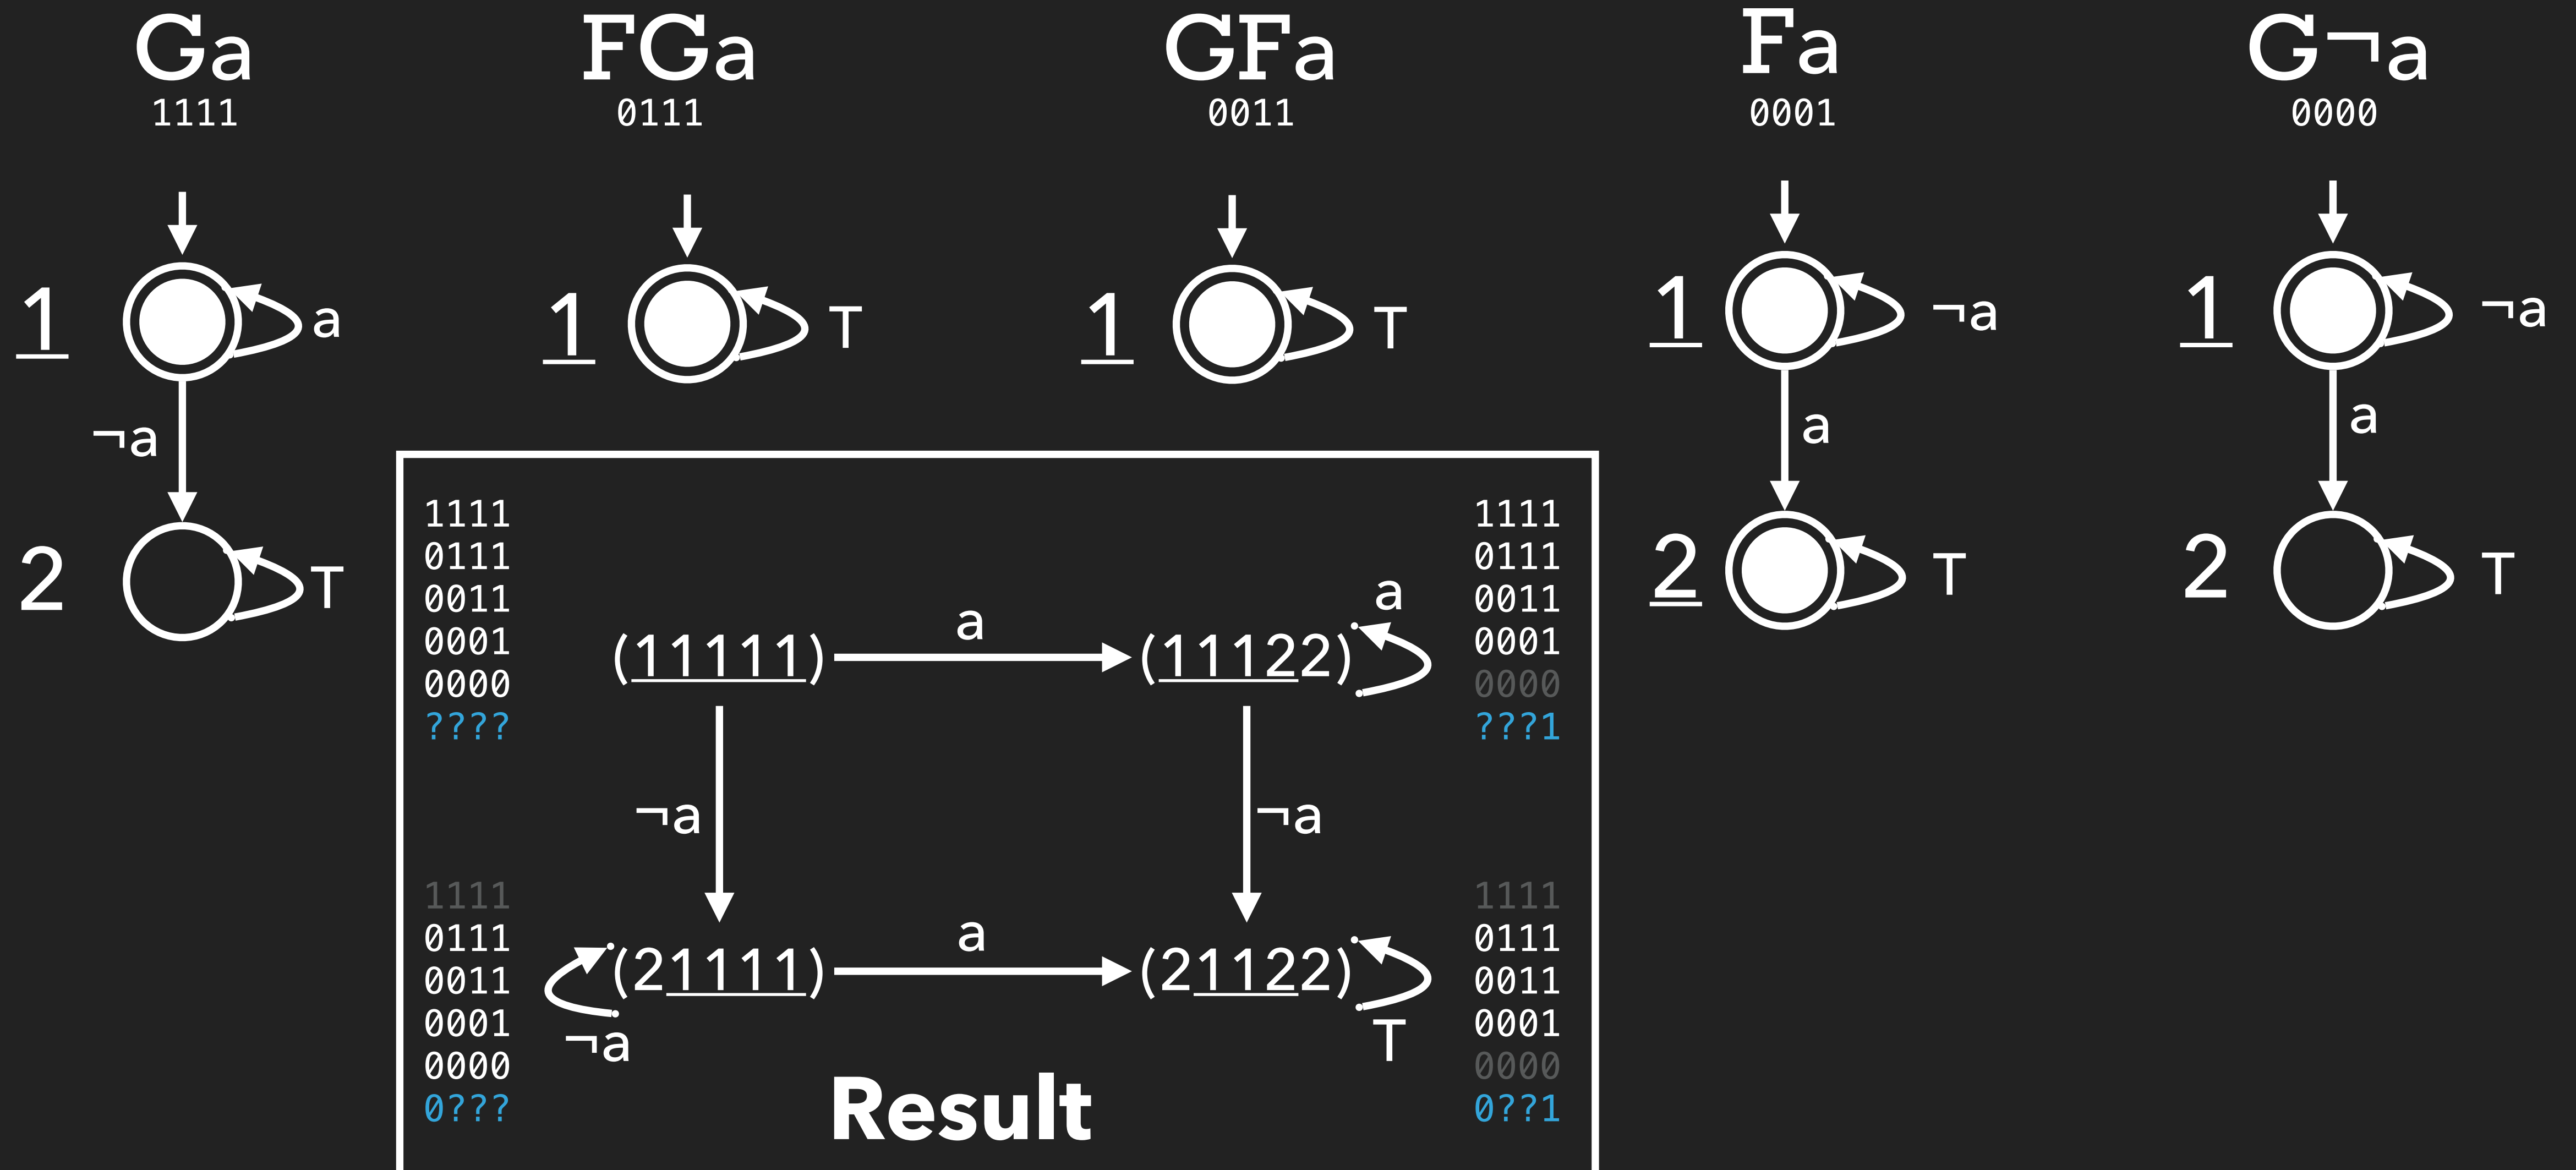 Ga FGa GFa Fa G¬a
1111 0111 0011 0001 0000
1 a 1 T 1 T 1 ¬a 1 ¬a
¬a a a
2 T 2 T 2 T
1111 1111
0111 0111
0011 a 0011
0001 a 0001
(11111) (11122)
0000 0000
???? ???1
¬a ¬a
1111 1111
0111 a 0111
0011 (21111) (21122) 0011
0001 0001
¬a T
0000 0000
0??? 0??1
Result